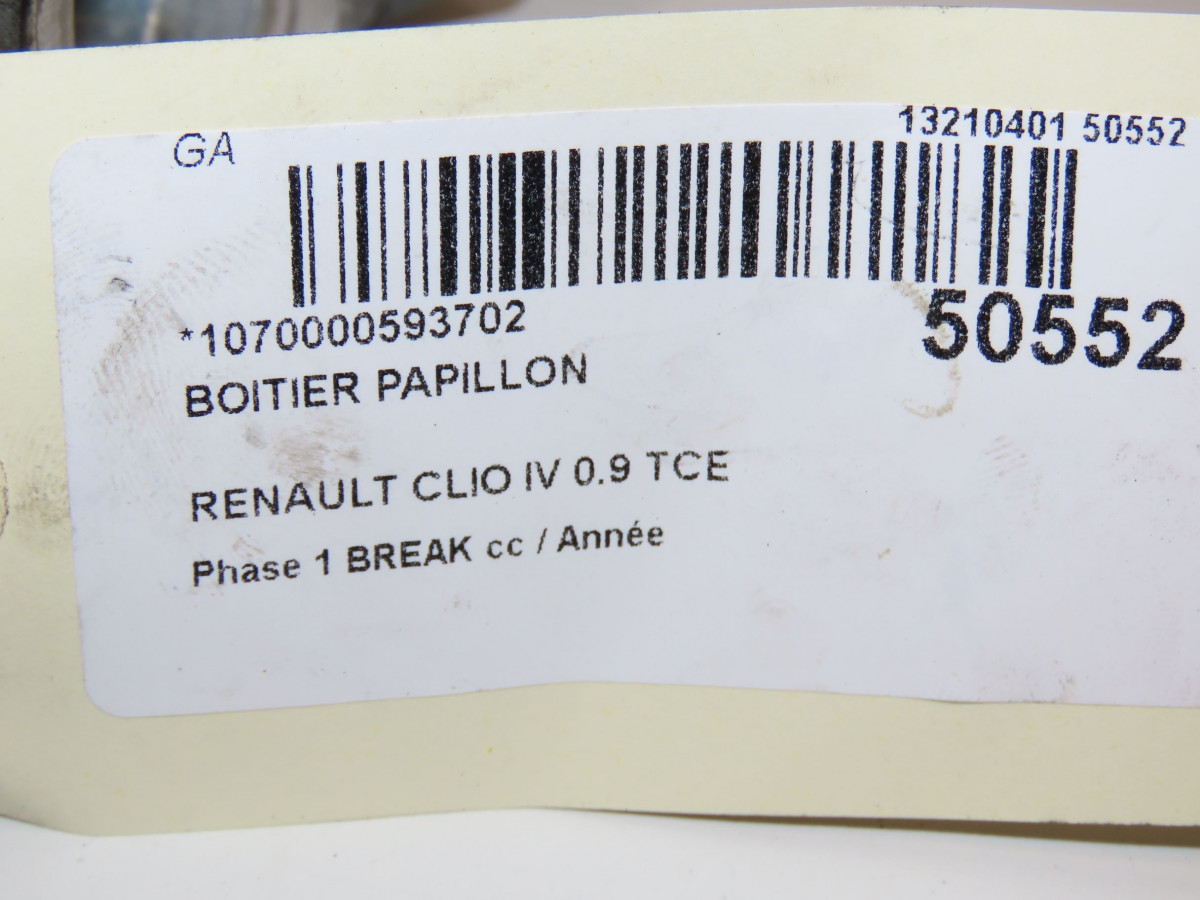 GA
13210401 50552
*1070000593702
50552
BOITIER PAPILLON
RENAULT CLIO IV 0.9 TCE
Phase 1 BREAK cc / Année